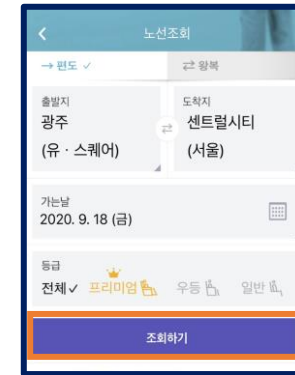 노선조회
→ 편도 ✓ ⇄ 왕복
출발지 도착지
광주 ⇄ 센트럴시티
(유 · 스퀘어) (서울)
가는날
2020. 9. 18 (금)
등급
전체✓ 프리미엄 우등 일반
조회하기